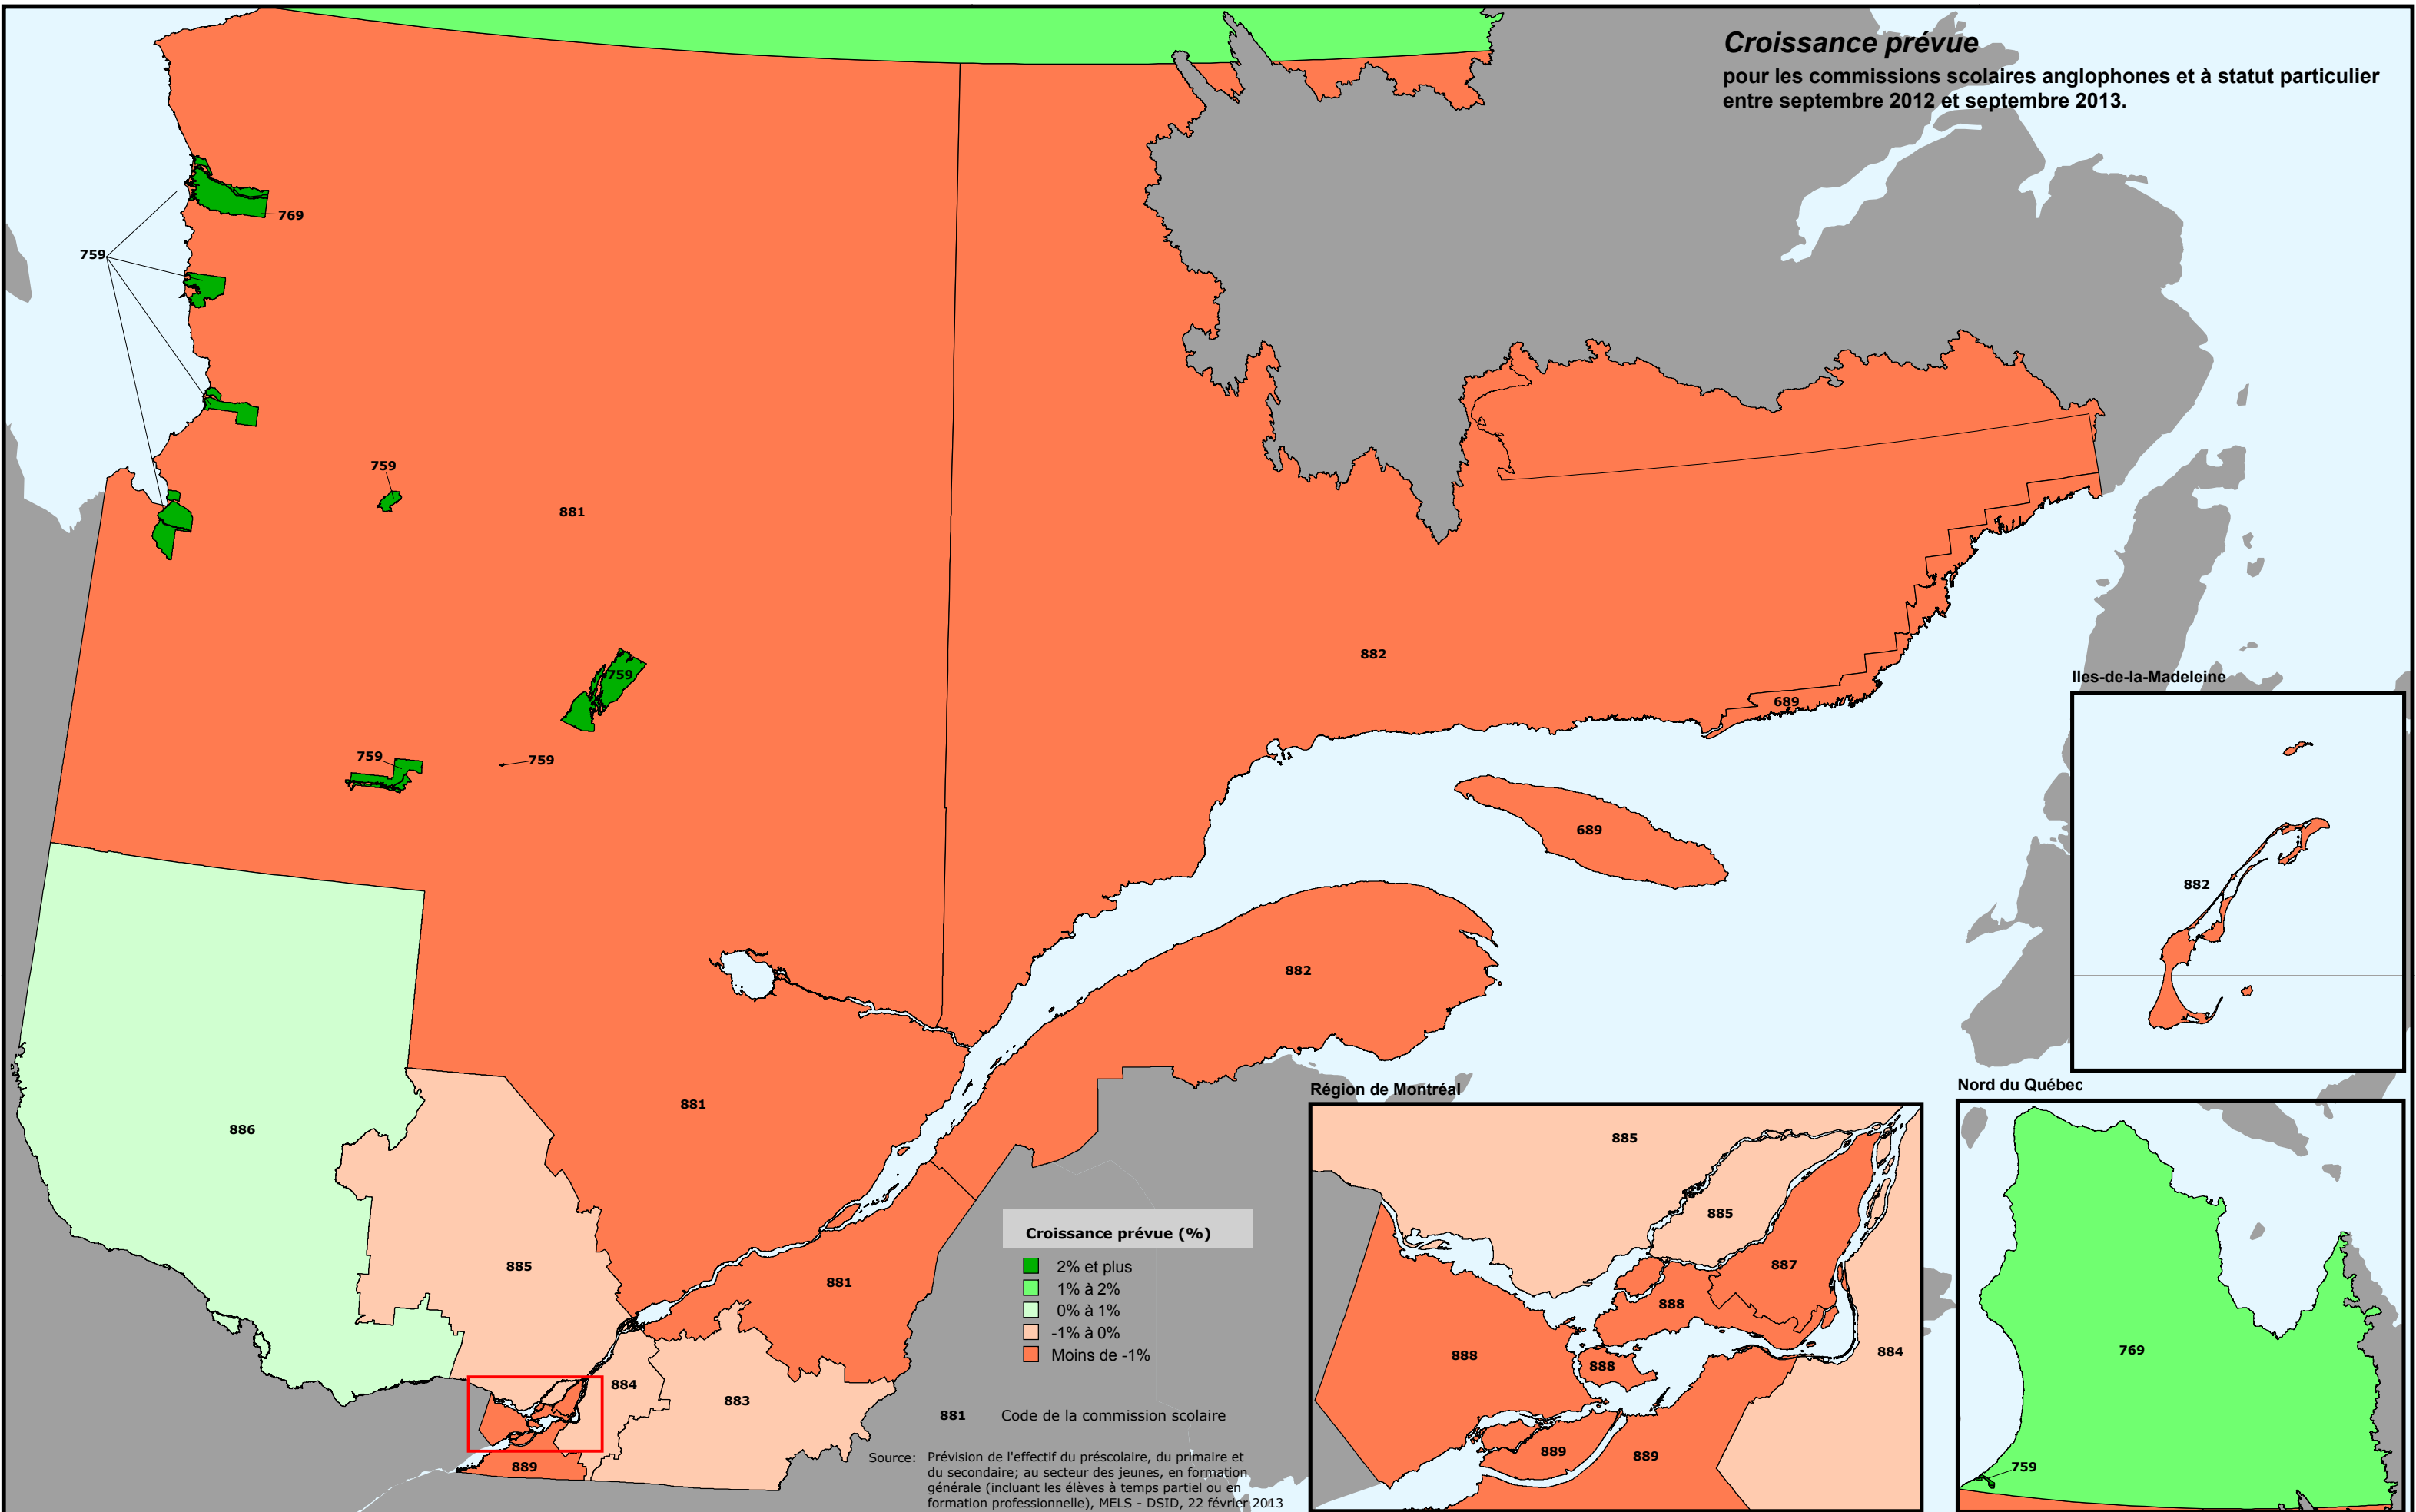 Croissance prévue
pour les commissions scolaires anglophones et à statut particulier
entre septembre 2012 et septembre 2013.
769
759
759
881
882
759
689
759
759
689
882
886
881
885
881
884
883
889
Iles-de-la-Madeleine
882
Région de Montréal
885
885
887
888
888
888
884
889
889
Nord du Québec
769
759
Croissance prévue (%)
2% et plus
1% à 2%
0% à 1%
-1% à 0%
Moins de -1%
881 Code de la commission scolaire
Source: Prévision de l'effectif du préscolaire, du primaire et
du secondaire; au secteur des jeunes, en formation
générale (incluant les élèves à temps partiel ou en
formation professionnelle), MELS - DSID, 22 février 2013